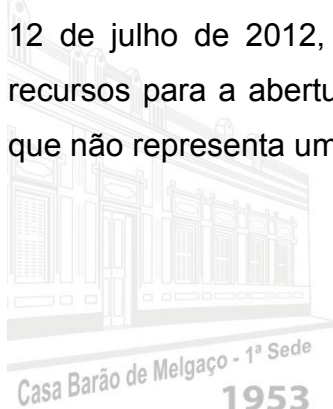 12 de julho de 2012,
recursos para a abertu
que não representa um
Casa Barão de Melgaço - 1ª Sede
1953